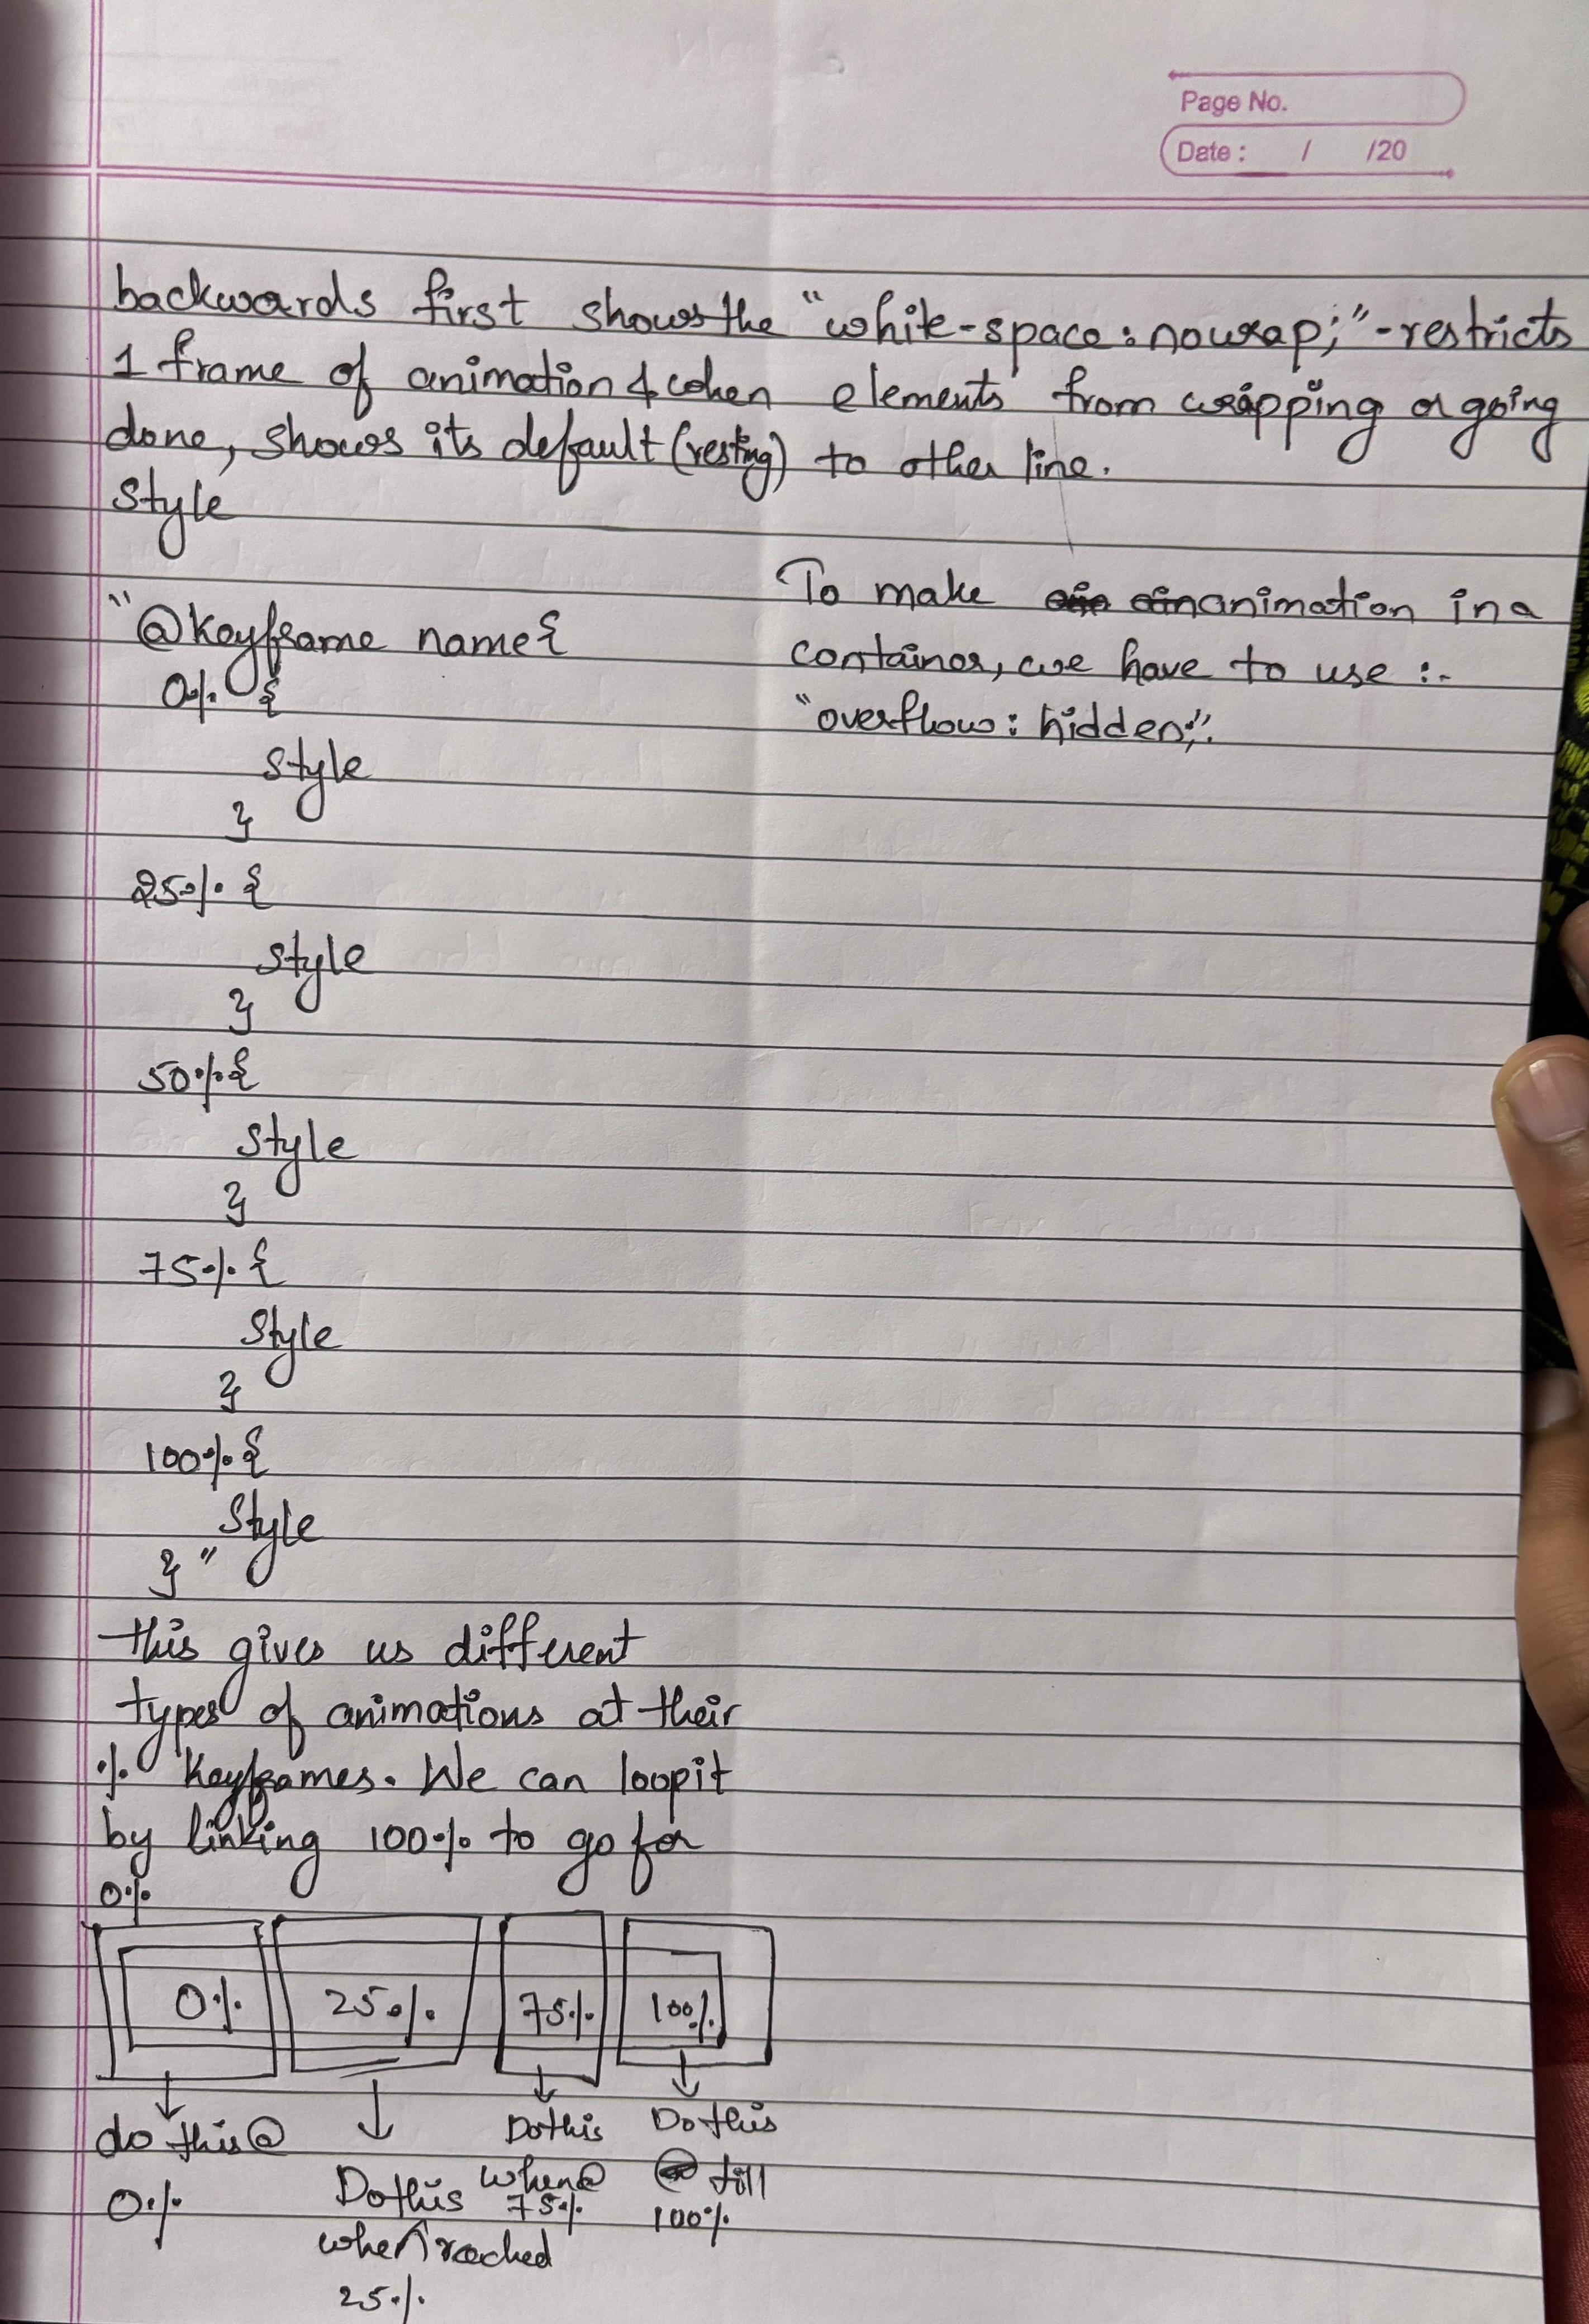 Page No.
Date : / /20
backwards first shows the
1 frame of animation & when
done, shows its default (resting)
style
"@keyframe name{
0% {
style
}
25% {
style
}
50% {
style
}
75% {
style
}
100% {
style
}"
this gives us different
types of animations at their
% keyframes. We can loop it
by linking 100% to go for
0%
0% 25% 75% 100%
do this @
0%
Do this
when reached
25%
Do this
when @
75%
Do this
till
100%
"white-space: nowrap;" - restricts
elements from wrapping or going
to other line.
To make animation in a
container, we have to use :-
"overflow: hidden;".